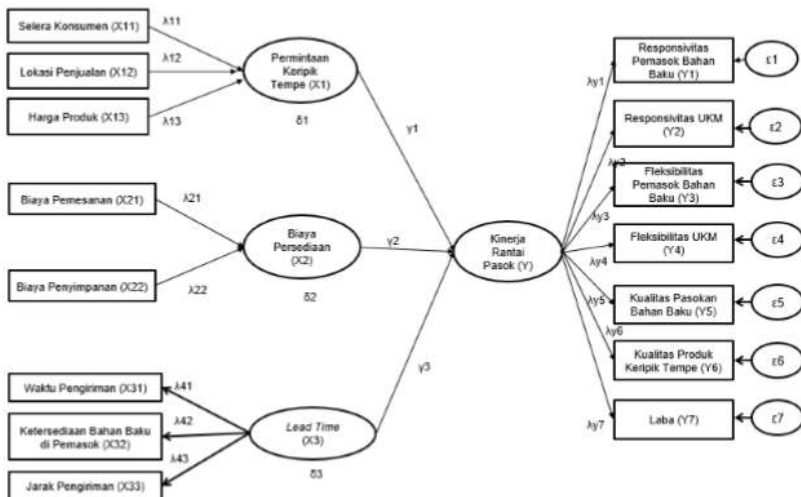 Selera Konsumen (X11)
λ11
Lokasi Penjualan (X12)
λ12
Harga Produk (X13)
λ13
Permintaan
Keripik
Tempe (X1)
δ1
γ1
Biaya Pemesanan (X21)
λ21
Biaya Penyimpanan (X22)
λ22
Biaya
Persediaan
(X2)
δ2
γ2
Waktu Pengiriman (X31)
λ41
Ketersediaan Bahan Baku
di Pemasok (X32)
λ42
Jarak Pengiriman (X33)
λ43
Lead Time
(X3)
δ3
γ3
Kinerja
Rantai
Pasok (Y)
λy1
Responsivitas
Pemasok Bahan
Baku (Y1)
ε1
λy2
Responsivitas UKM
(Y2)
ε2
λy3
Fleksibilitas
Pemasok Bahan
Baku (Y3)
ε3
λy4
Fleksibilitas UKM
(Y4)
ε4
λy5
Kualitas Pasokan
Bahan Baku (Y5)
ε5
λy6
Kualitas Produk
Keripik Tempe (Y6)
ε6
λy7
Laba (Y7)
ε7